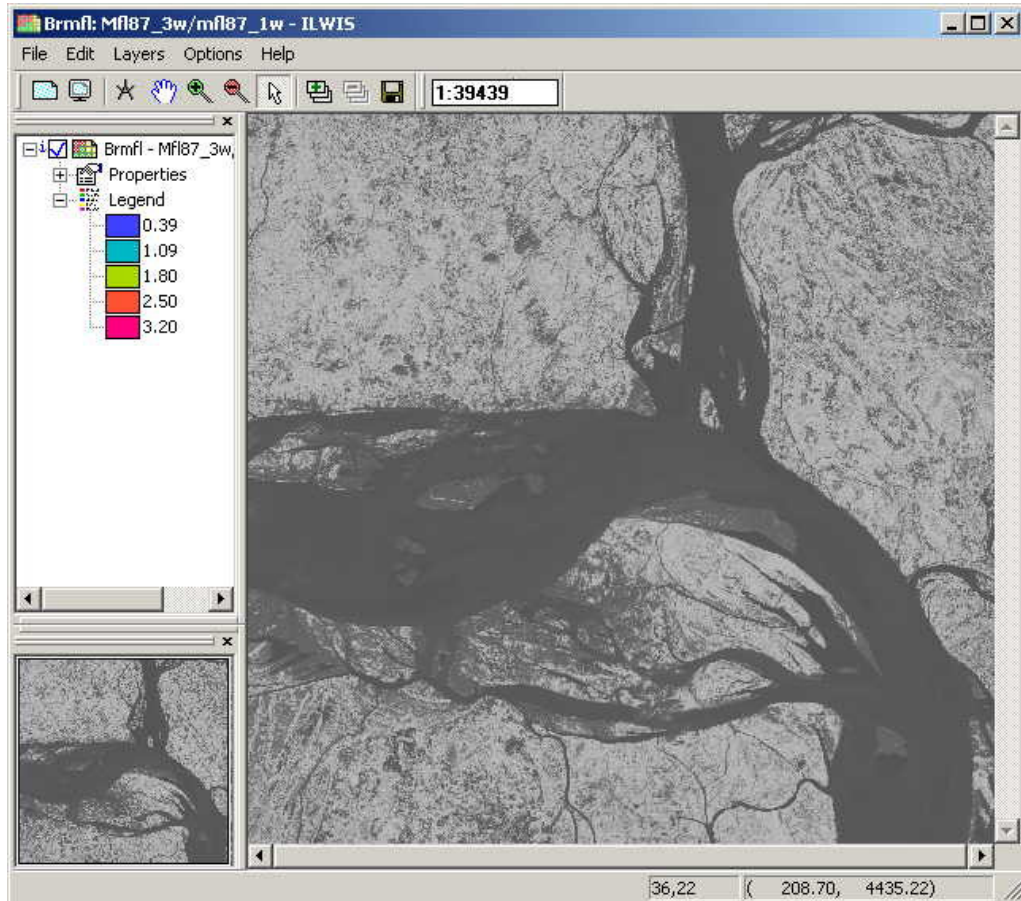 Brmfl: Mfl87_3w/mfl87_1w - ILWIS
File Edit Layers Options Help
1:39439
Brmfl - Mfl87_3w,
Properties
Legend
0.39
1.09
1.80
2.50
3.20
36,22 ( 208.70, 4435.22)